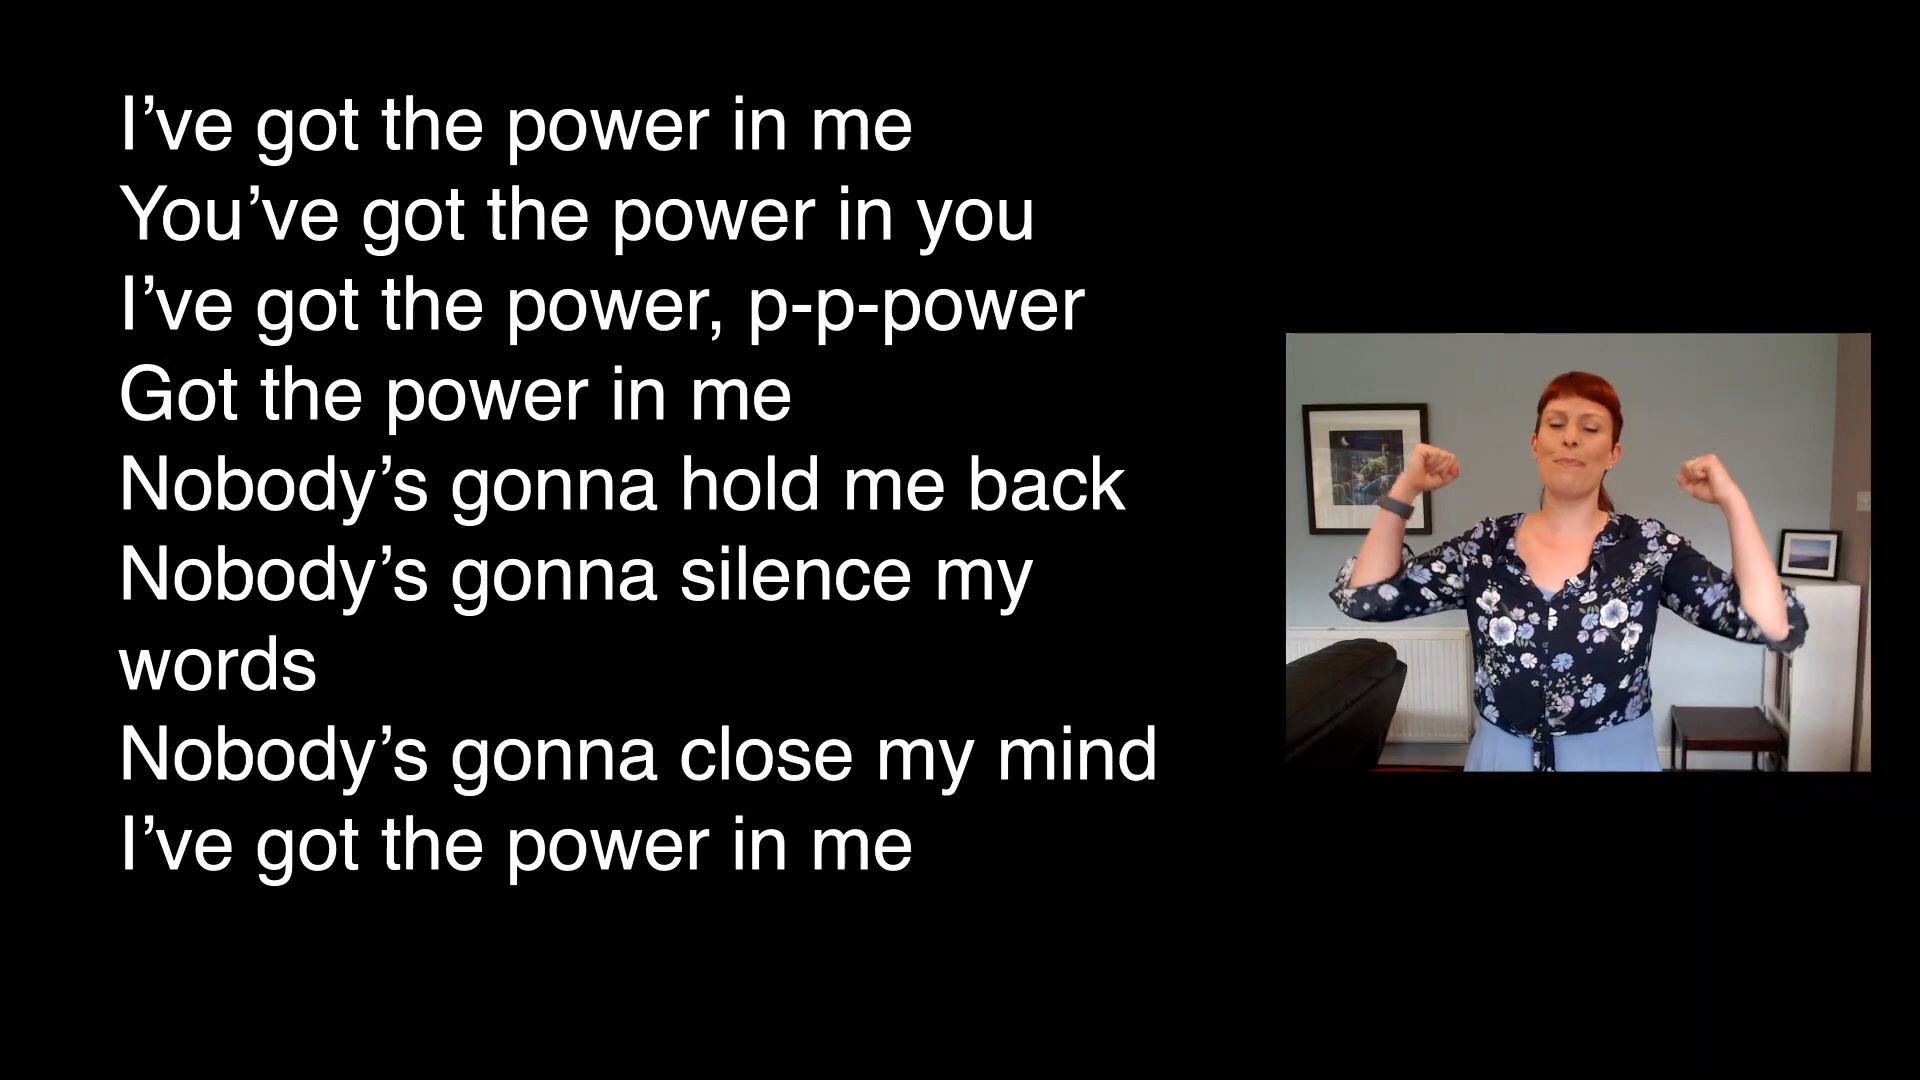 I’ve got the power in me
You’ve got the power in you
I’ve got the power, p-p-power
Got the power in me
Nobody’s gonna hold me back
Nobody’s gonna silence my
words
Nobody’s gonna close my mind
I’ve got the power in me